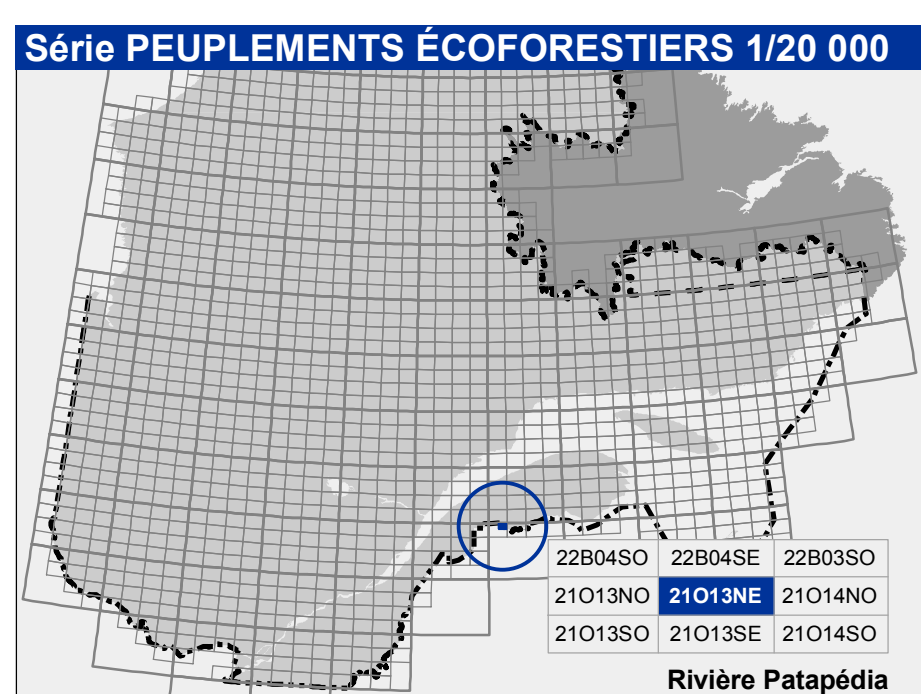 Série PEUPLEMENTS ÉCOFORESTIERS 1/20 000
22B04SO 22B04SE 22B03SO
21O13NO 21O13NE 21O14NO
21O13SO 21O13SE 21O14SO
Rivière Patapédia